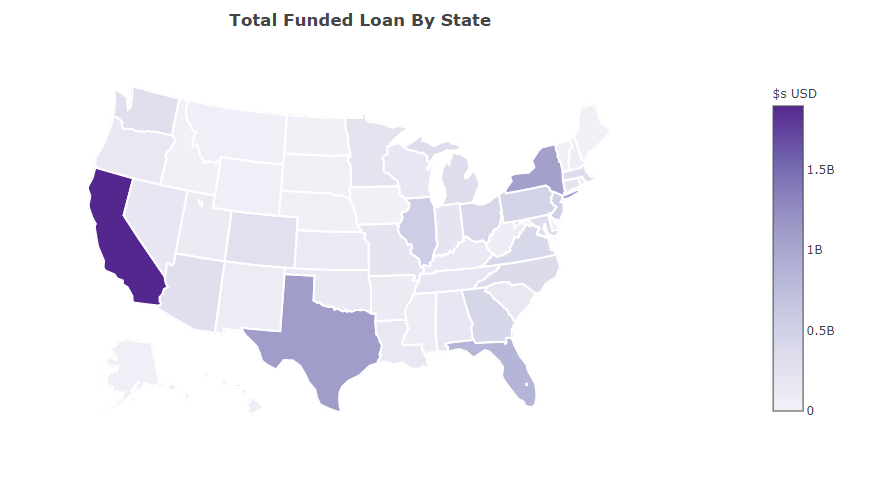 Total Funded Loan By State
$s USD
1.5B
1B
0.5B
0